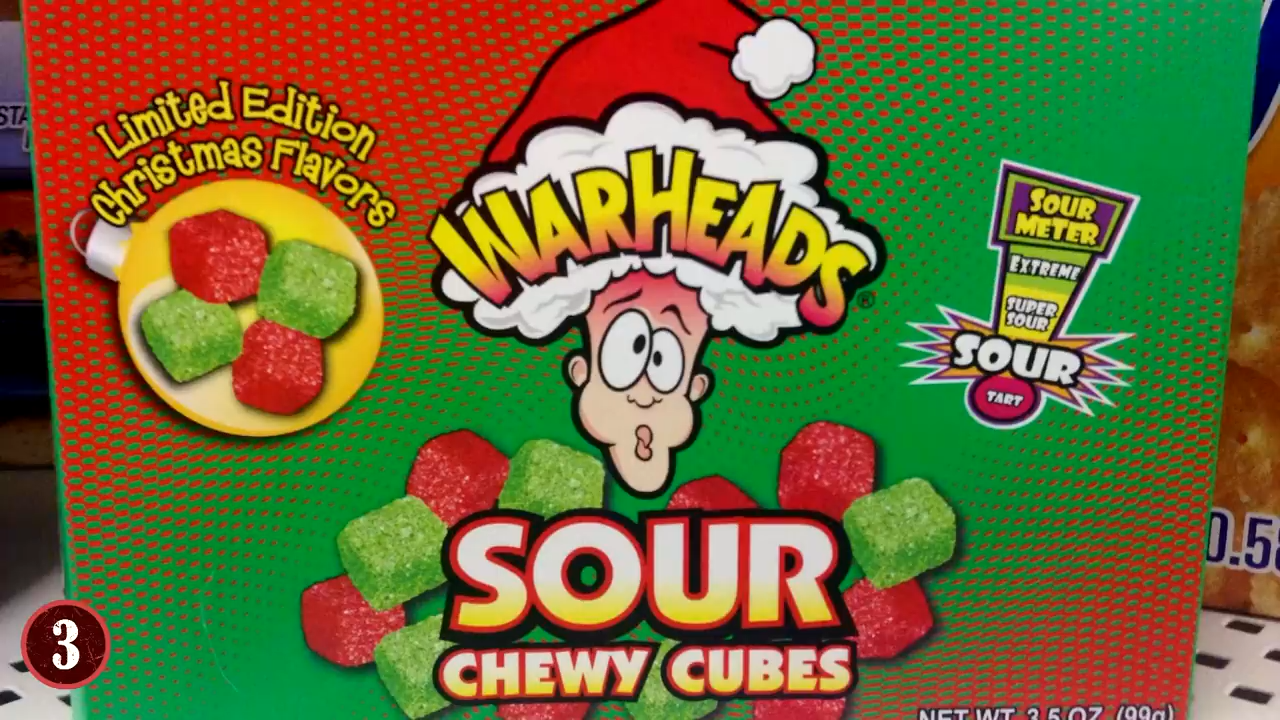 Limited Edition
Christmas Flavors
WARHEADS®
SOUR
METER
EXTREME
SUPER
SOUR
SOUR
TART
SOUR
CHEWY CUBES
NET WT. 3.5 OZ. (99g)
3